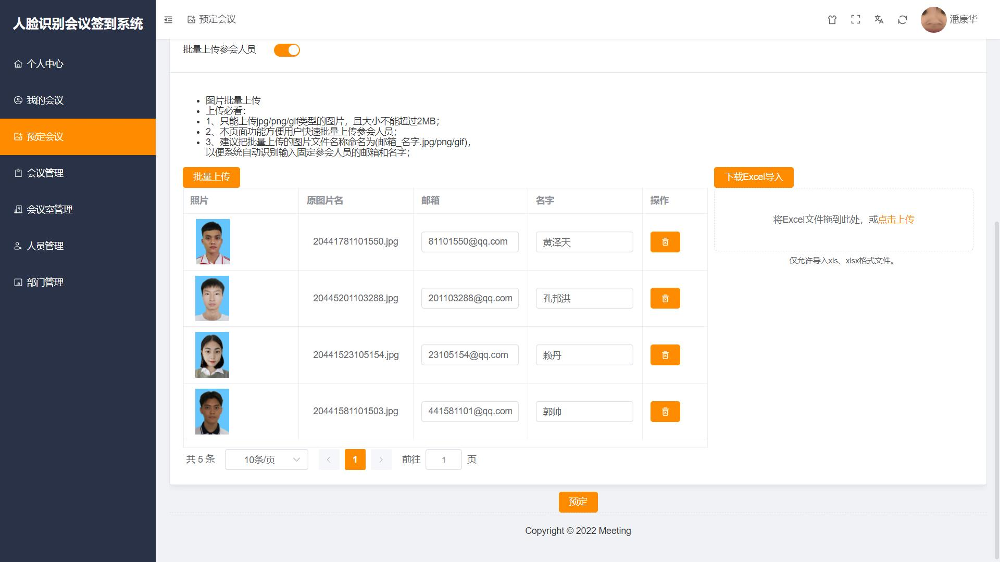 人脸识别会议签到系统
个人中心
我的会议
预定会议
会议管理
会议室管理
人员管理
部门管理
预定会议
潘康华
批量上传参会人员
图片批量上传
上传必看：
1、只能上传jpg/png/gif类型的图片，且大小不能超过2MB；
2、本页面功能方便用户快速批量上传参会人员；
3、建议把批量上传的图片文件名称命名为(邮箱_名字.jpg/png/gif)，
以便系统自动识别输入固定参会人员的邮箱和名字；
批量上传
下载Excel导入
照片 原图片名 邮箱 名字 操作
20441781101550.jpg 81101550@qq.com 黄泽天
20445201103288.jpg 201103288@qq.com 孔邦洪
20441523105154.jpg 23105154@qq.com 赖丹
20441581101503.jpg 441581101@qq.com 郭帅
将Excel文件拖到此处，或点击上传
仅允许导入xls、xlsx格式文件。
共 5 条 10条/页 1 前往 1 页
预定
Copyright © 2022 Meeting